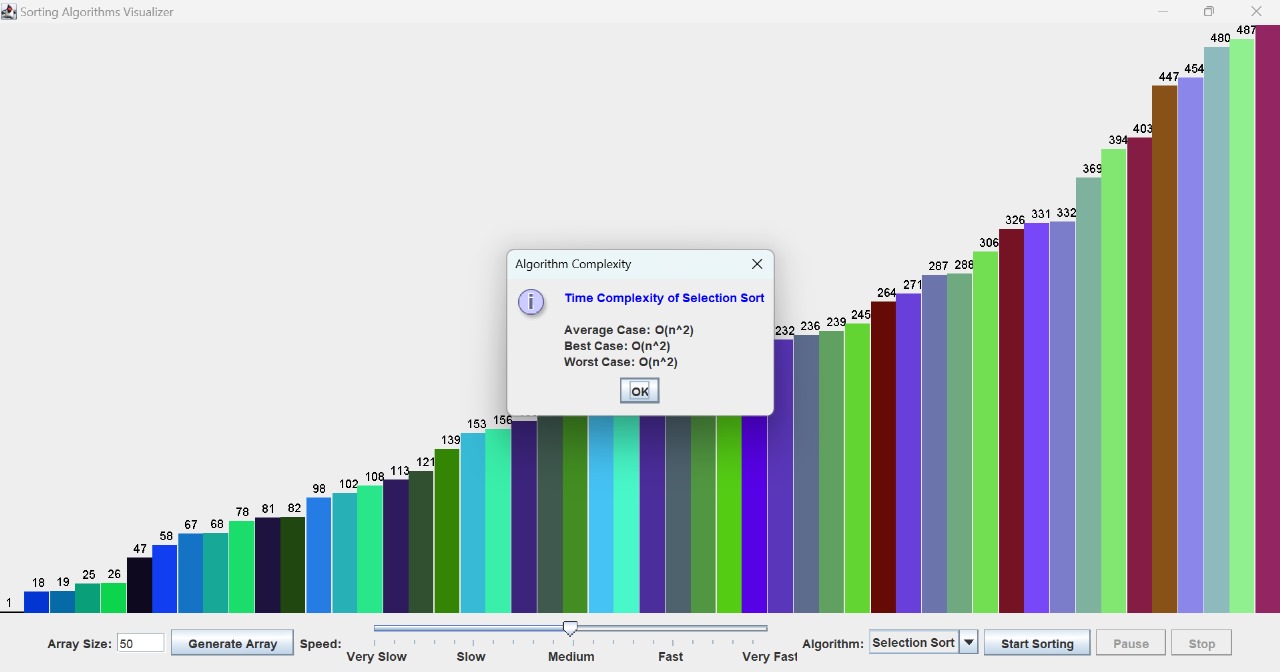 Sorting Algorithms Visualizer
480 487
454
447
403
394
369
326 331 332
306
287 288
264 271
232 236 239 245
Algorithm Complexity
Time Complexity of Selection Sort
Average Case: O(n^2)
Best Case: O(n^2)
Worst Case: O(n^2)
OK
153 156
139
121
113
108
102
98
78 81 82
67 68
58
47
25 26
18 19
1
Array Size: 50 Generate Array Speed: Algorithm: Selection Sort Start Sorting Pause Stop
Very Slow Slow Medium Fast Very Fast